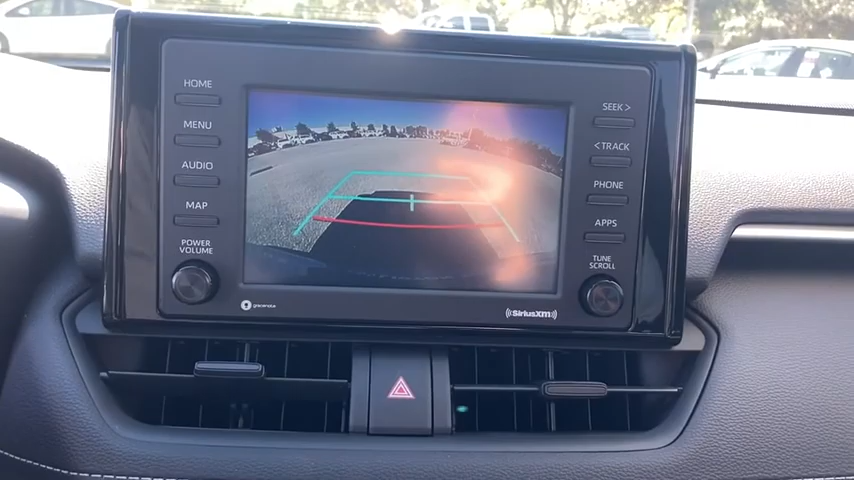 HOME
MENU
AUDIO
MAP
POWER
VOLUME
gracenote
SEEK >
< TRACK
PHONE
APPS
TUNE
SCROLL
((SiriusXM))